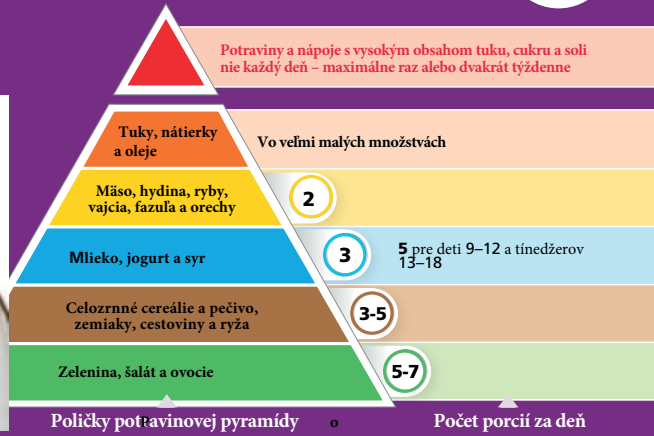 Potraviny a nápoje s vysokým obsahom tuku, cukru a soli
nie každý deň – maximálne raz alebo dvakrát týždenne
Tuky, nátierky
a oleje
Vo veľmi malých množstvách
Mäso, hydina, ryby,
vajcia, fazuľa a orechy
2
Mlieko, jogurt a syr
3
5 pre deti 9–12 a tínedžerov
13–18
Celozrnné cereálie a pečivo,
zemiaky, cestoviny a ryža
3-5
Zelenina, šalát a ovocie
5-7
Poličky potravinovej pyramídy
o
Počet porcií za deň